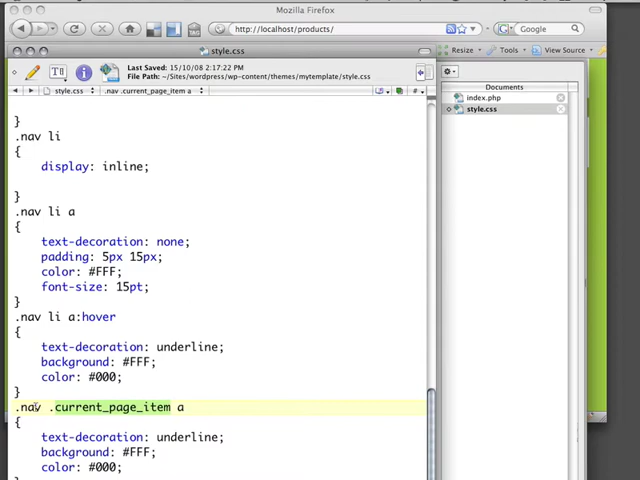 Mozilla Firefox
http://localhost/products/
Google
style.css
Resize
Tools
View Source
Last Saved: 15/10/08 2:17:22 PM
File Path: ~/Sites/wordpress/wp-content/themes/mytemplate/style.css
style.css
.nav .current_page_item a
#
Documents
index.php
style.css
}
.nav li
{
display: inline;
}
.nav li a
{
text-decoration: none;
padding: 5px 15px;
color: #FFF;
font-size: 15pt;
}
.nav li a:hover
{
text-decoration: underline;
background: #FFF;
color: #000;
}
.nav .current_page_item a
{
text-decoration: underline;
background: #FFF;
color: #000;